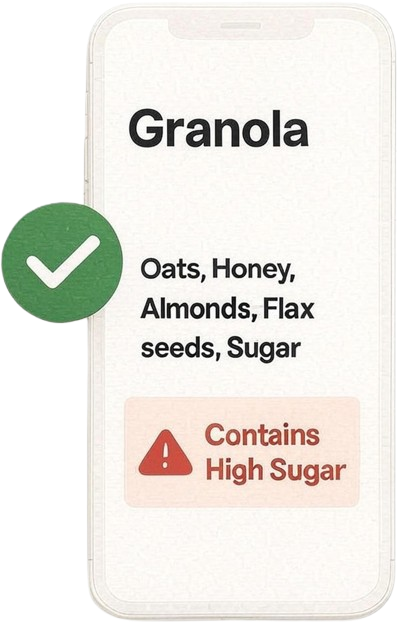 Granola
Oats, Honey,
Almonds, Flax
seeds, Sugar
Contains
High Sugar